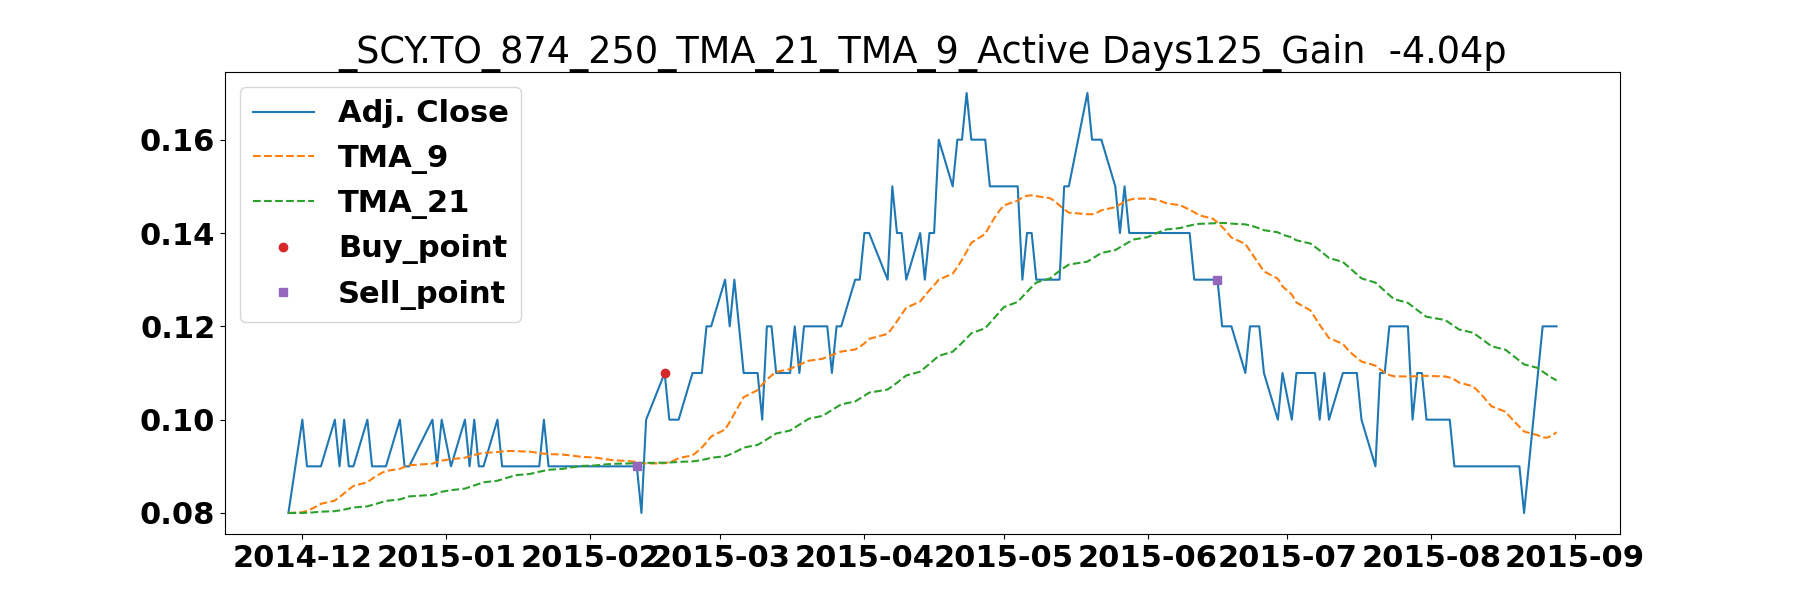 _SCY.TO_874_250_TMA_21_TMA_9_Active Days125_Gain  -4.04p
Adj. Close
TMA_9
TMA_21
Buy_point
Sell_point
0.16
0.14
0.12
0.10
0.08
2014-12 2015-01 2015-02 2015-03 2015-04 2015-05 2015-06 2015-07 2015-08 2015-09